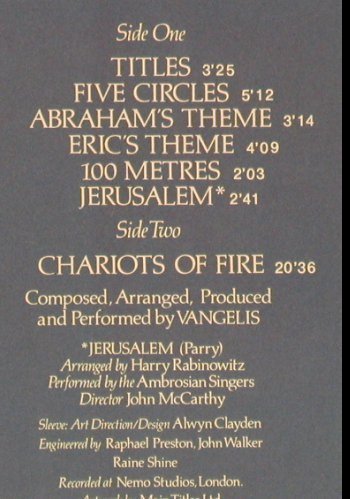 Side One
TITLES 3'25
FIVE CIRCLES 5'12
ABRAHAM'S THEME 3'14
ERIC'S THEME 4'09
100 METRES 2'03
JERUSALEM* 2'41
Side Two
CHARIOTS OF FIRE 20'36
Composed, Arranged, Produced
and Performed by VANGELIS
*JERUSALEM (Parry)
Arranged by Harry Rabinowitz
Performed by the Ambrosian Singers
Director John McCarthy
Sleeve: Art Direction/Design Alwyn Clayden
Engineered by Raphael Preston, John Walker
Raine Shine
Recorded at Nemo Studios, London.